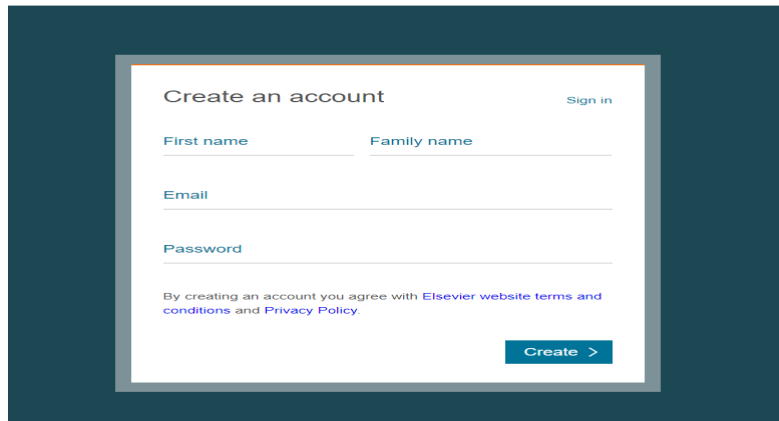 Create an account
Sign in
First name
Family name
Email
Password
By creating an account you agree with Elsevier website terms and
conditions and Privacy Policy.
Create >